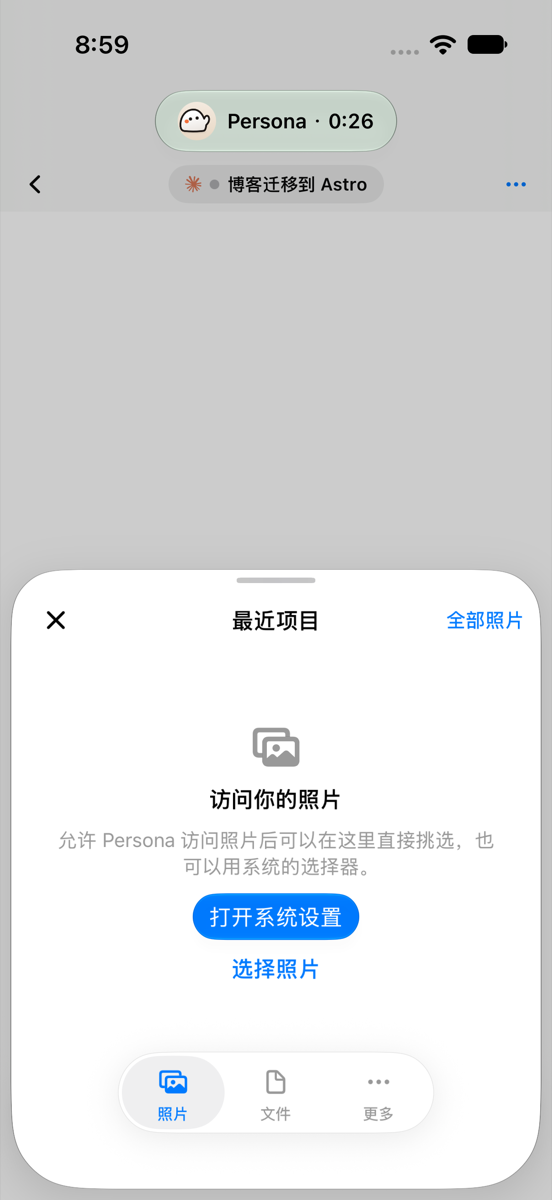 8:59
Persona · 0:26
博客迁移到 Astro
最近项目
全部照片
访问你的照片
允许 Persona 访问照片后可以在这里直接挑选，也
可以用系统的选择器。
打开系统设置
选择照片
照片
文件
更多